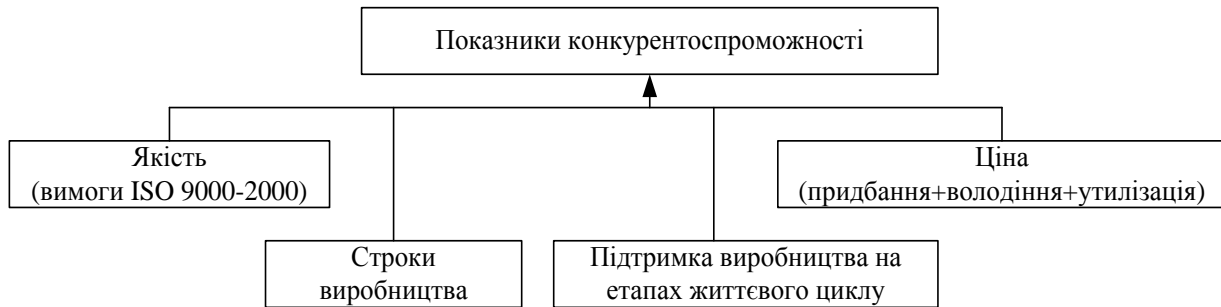 Показники конкурентоспроможності
Якість
(вимоги ISO 9000-2000)
Ціна
(придбання+володіння+утилізація)
Строки
виробництва
Підтримка виробництва на
етапах життєвого циклу